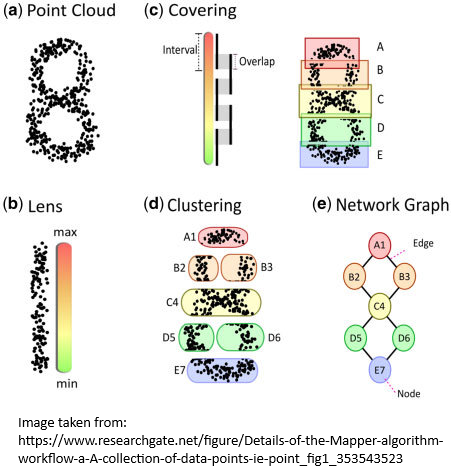 (a) Point Cloud
(c) Covering
Interval
Overlap
A
B
C
D
E
(b) Lens
max
min
(d) Clustering
A1
B2
B3
C4
D5
D6
E7
(e) Network Graph
A1
Edge
B2
B3
C4
D5
D6
E7
Node
Image taken from:
https://www.researchgate.net/figure/Details-of-the-Mapper-algorithm-
workflow-a-A-collection-of-data-points-ie-point_fig1_353543523